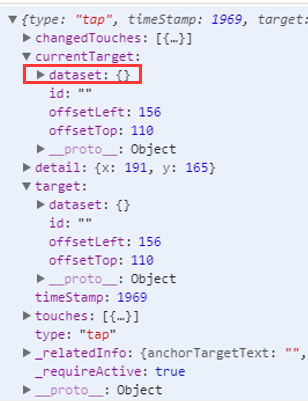 ▼{type: "tap", timeStamp: 1969, target:
▶changedTouches: [{…}]
▼currentTarget:
▶dataset: {}
id: ""
offsetLeft: 156
offsetTop: 110
▶__proto__: Object
▶detail: {x: 191, y: 165}
▼target:
▶dataset: {}
id: ""
offsetLeft: 156
offsetTop: 110
▶__proto__: Object
timeStamp: 1969
▶touches: [{…}]
type: "tap"
▶_relatedInfo: {anchorTargetText: "",
_requireActive: true
▶__proto__: Object